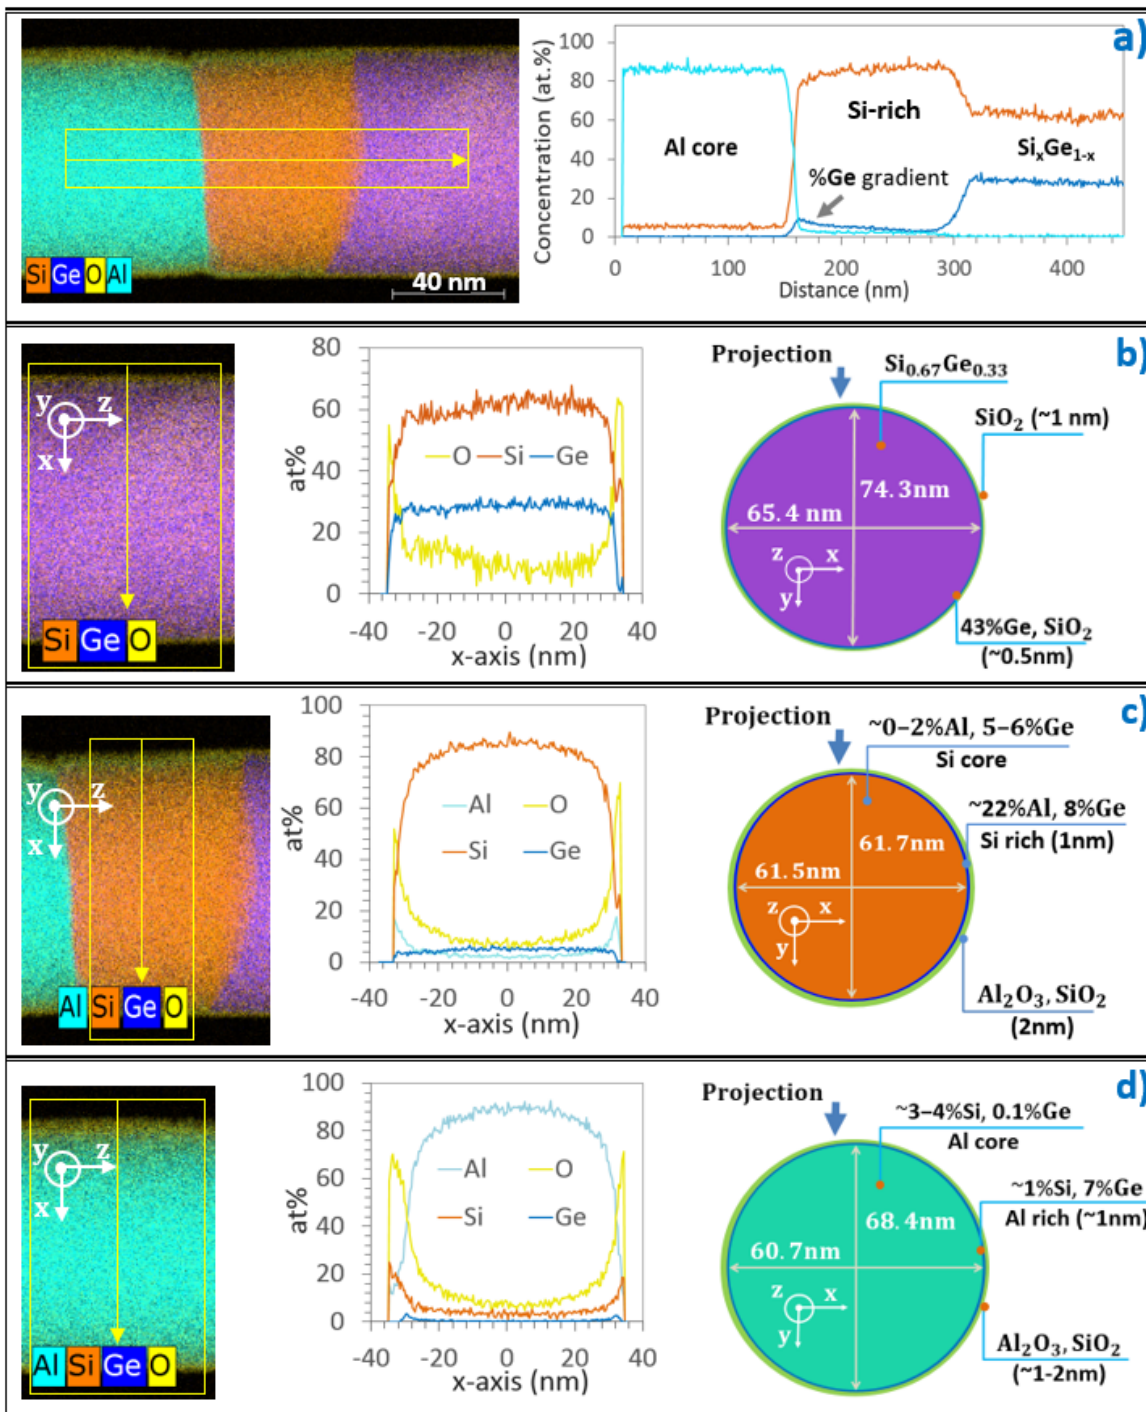 a)
Si Ge O Al
40 nm
Concentration (at.%)
100
80
60
40
20
0
Al core
Si-rich
SiₓGe₁₋ₓ
%Ge gradient
0 100 200 300 400
Distance (nm)
b)
y z
x
Si Ge O
at%
80
60
40
20
0
O Si Ge
-40 -20 0 20 40
x-axis (nm)
Projection
Si₀.₆₇Ge₀.₃₃
SiO₂ (~1 nm)
74.3nm
65.4 nm
z x
y
43%Ge, SiO₂
(~0.5nm)
c)
y z
x
Al Si Ge O
at%
100
80
60
40
20
0
Al O
Si Ge
-40 -20 0 20 40
x-axis (nm)
Projection
~0–2%Al, 5–6%Ge
Si core
~22%Al, 8%Ge
Si rich (1nm)
61.7nm
61.5nm
z x
y
Al₂O₃, SiO₂
(2nm)
d)
y z
x
Al Si Ge O
at%
100
80
60
40
20
0
Al O
Si Ge
-40 -20 0 20 40
x-axis (nm)
Projection
~3–4%Si, 0.1%Ge
Al core
~1%Si, 7%Ge
Al rich (~1nm)
68.4nm
60.7nm
z x
y
Al₂O₃, SiO₂
(~1-2nm)